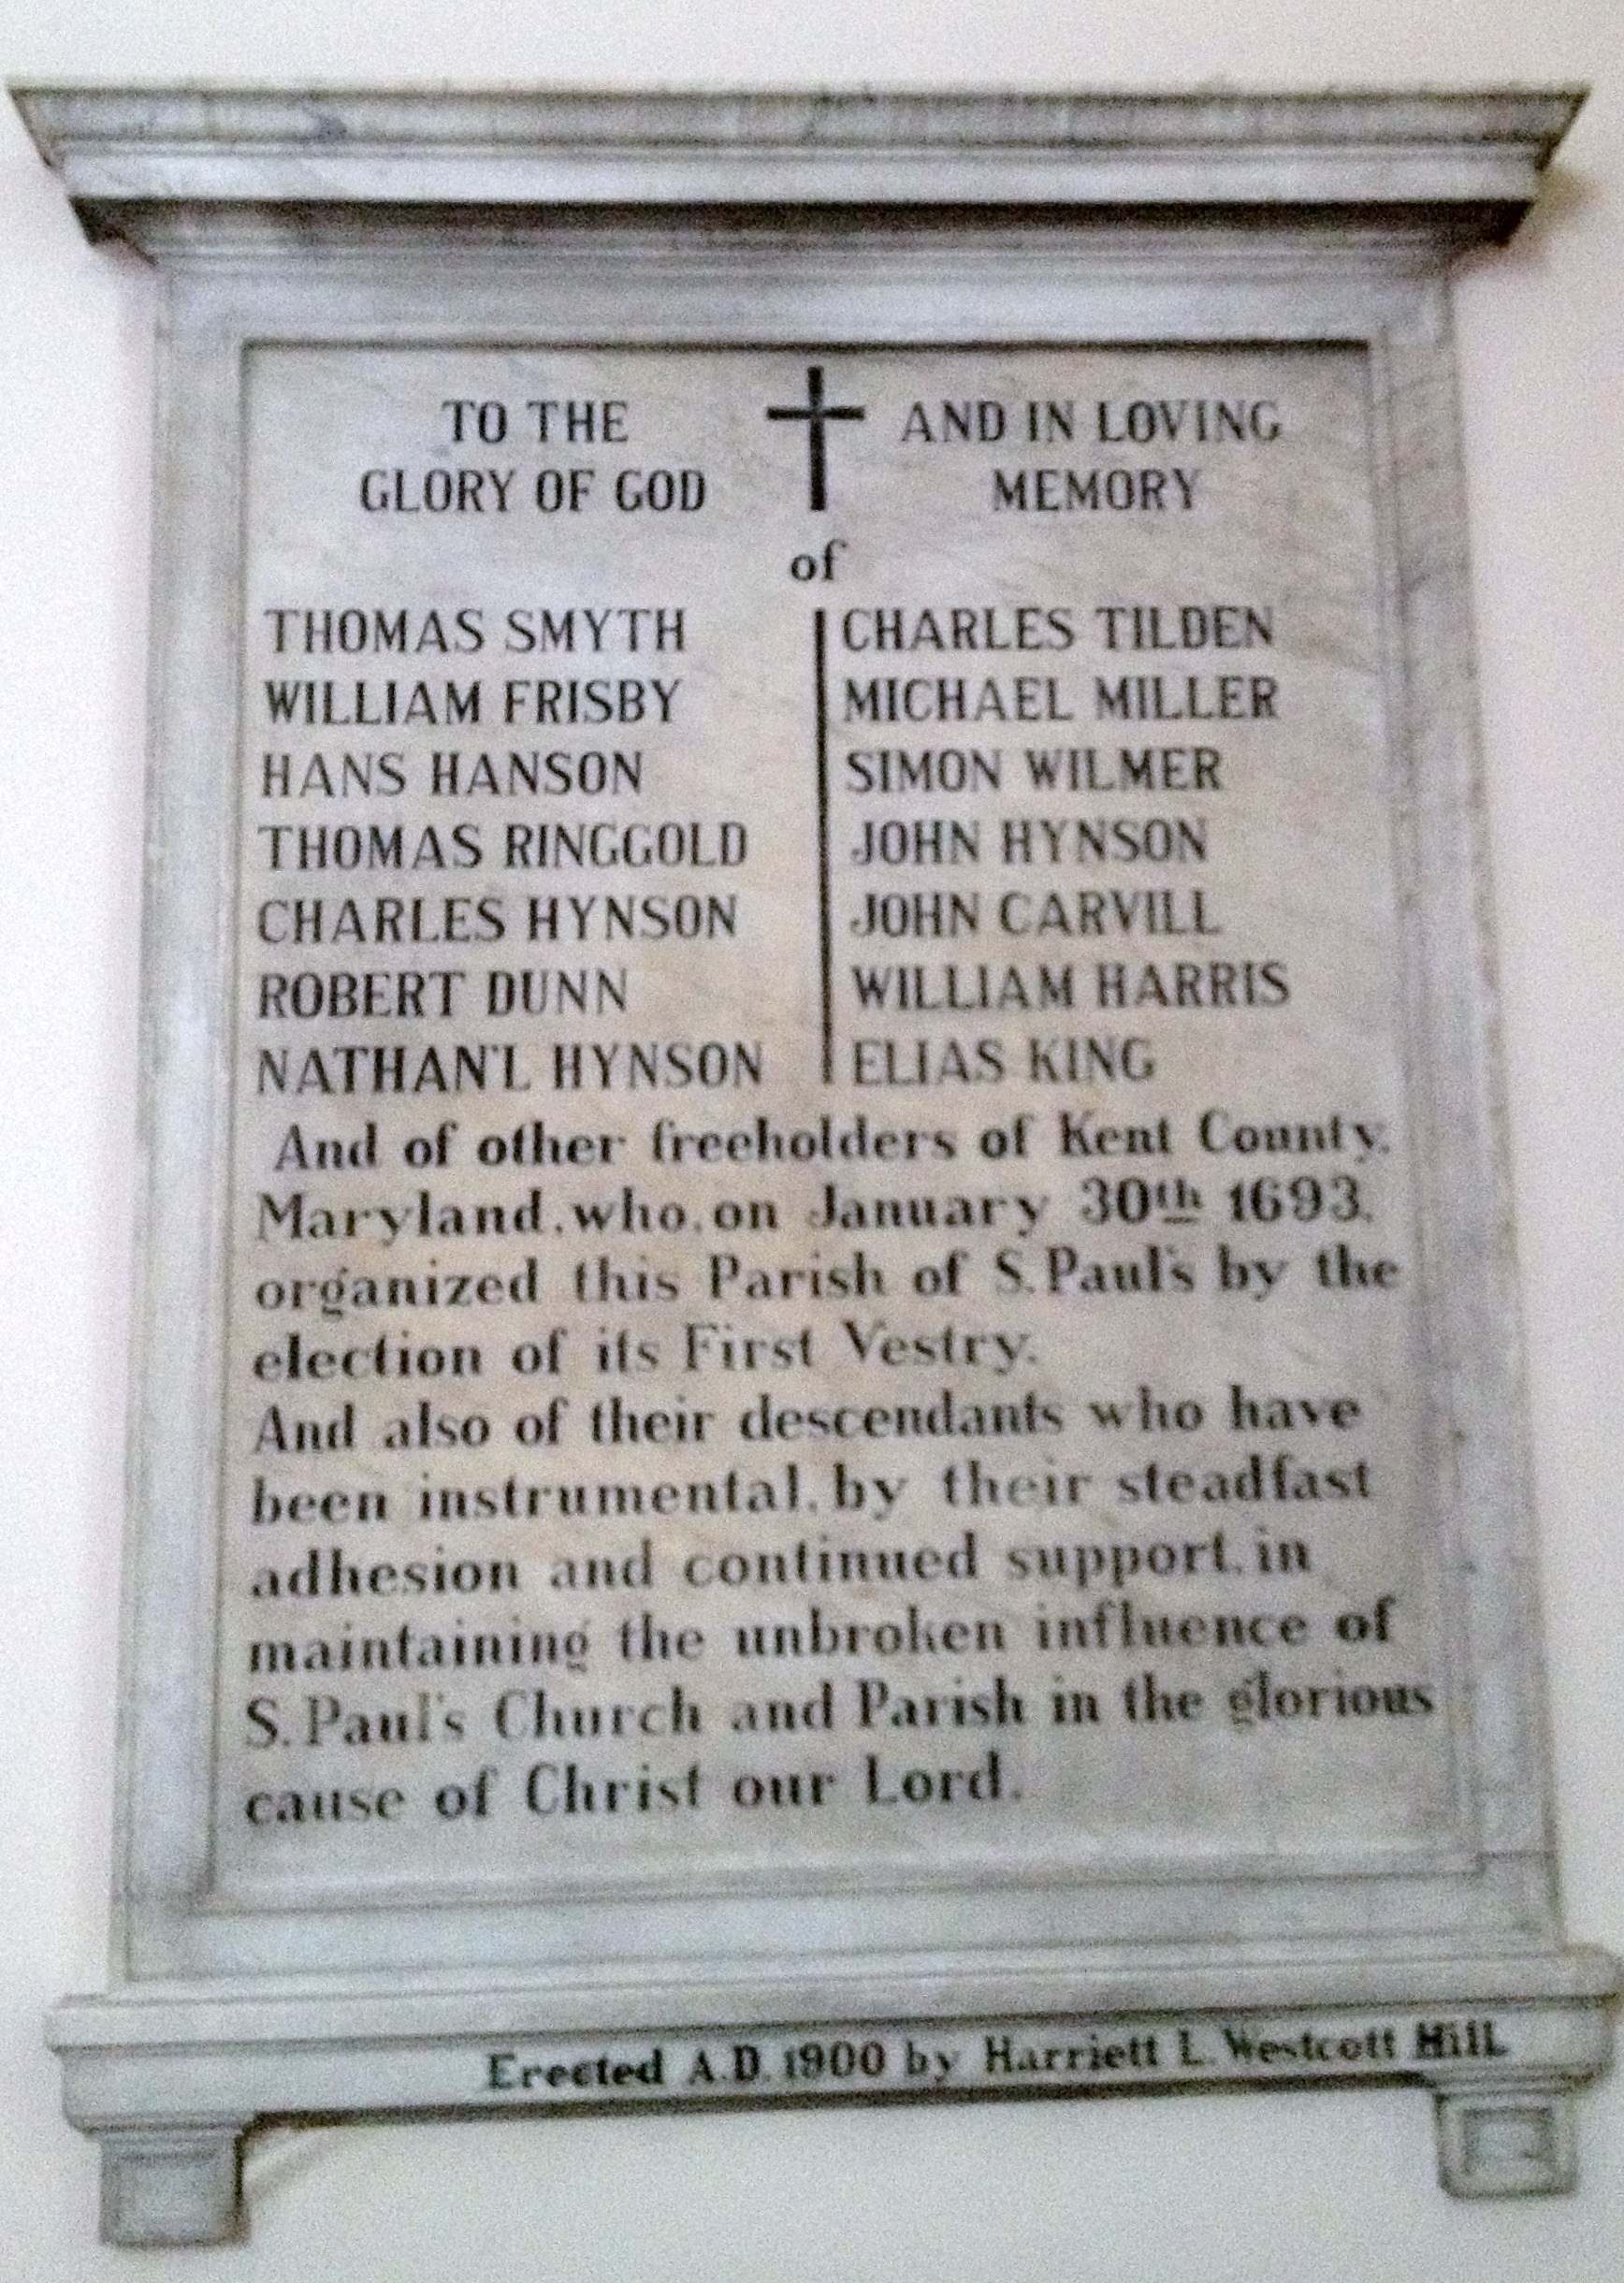 TO THE AND IN LOVING
GLORY OF GOD MEMORY
of
THOMAS SMYTH CHARLES TILDEN
WILLIAM FRISBY MICHAEL MILLER
HANS HANSON SIMON WILMER
THOMAS RINGGOLD JOHN HYNSON
CHARLES HYNSON JOHN CARVILL
ROBERT DUNN WILLIAM HARRIS
NATHAN'L HYNSON ELIAS KING
And of other freeholders of Kent County,
Maryland, who, on January 30th 1693,
organized this Parish of S. Paul's by the
election of its First Vestry.
And also of their descendants who have
been instrumental, by their steadfast
adhesion and continued support, in
maintaining the unbroken influence of
S. Paul's Church and Parish in the glorious
cause of Christ our Lord.
Erected A.D. 1900 by Harriett L. Westcott Hill.